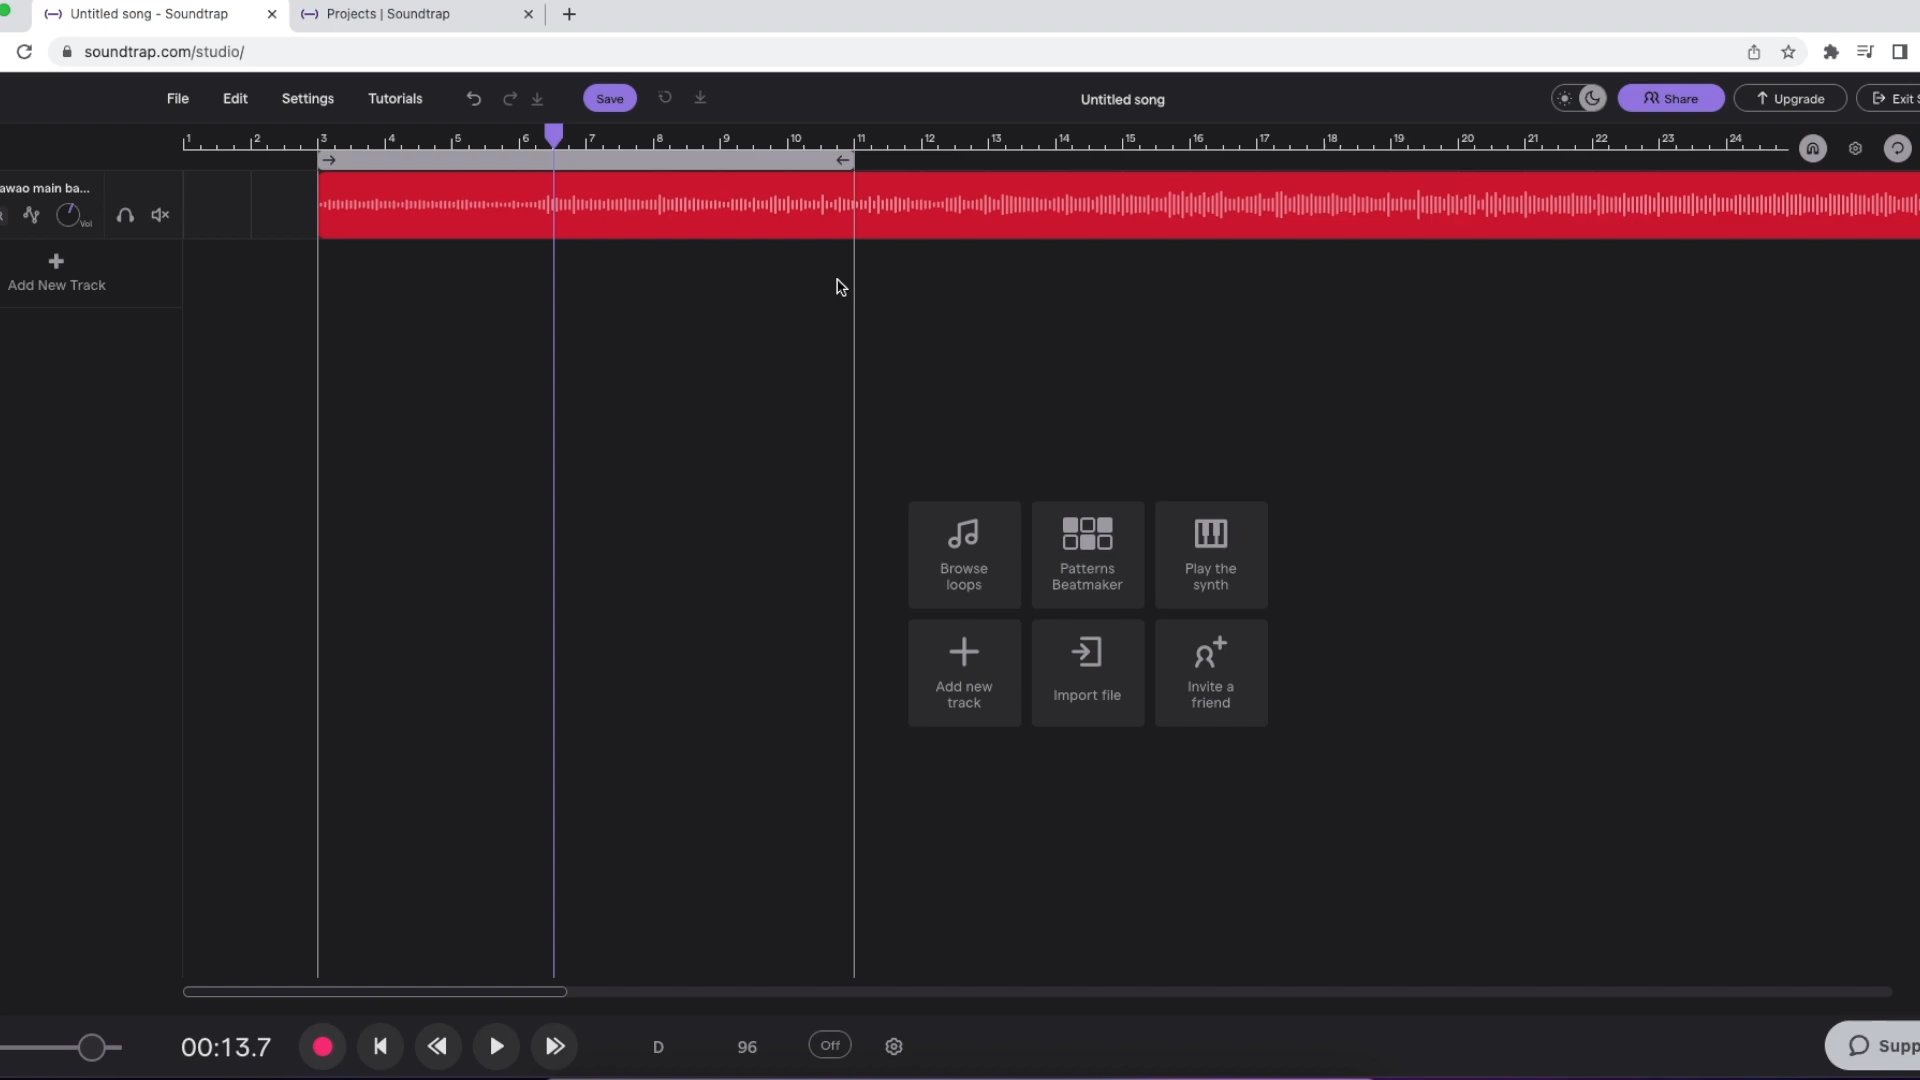 Untitled song - Soundtrap
Projects | Soundtrap
soundtrap.com/studio/
File Edit Settings Tutorials Save Untitled song Share Upgrade Exit
1 2 3 4 5 6 7 8 9 10 11 12 13 14 15 16 17 18 19 20 21 22 23 24
awao main ba...
Vol
Add New Track
Browse
loops
Patterns
Beatmaker
Play the
synth
Add new
track
Import file
Invite a
friend
00:13.7 D 96 Off Supp